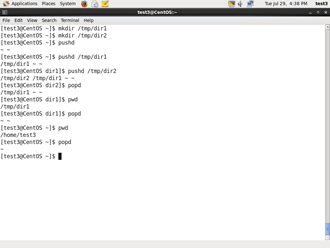 Applications Places System
Tue Jul 29, 4:38 PM test3
test3@CentOS:~
File Edit View Search Terminal Help
[test3@CentOS ~]$ mkdir /tmp/dir1
[test3@CentOS ~]$ mkdir /tmp/dir2
[test3@CentOS ~]$ pushd
~ ~
[test3@CentOS ~]$ pushd /tmp/dir1
/tmp/dir1 ~ ~
[test3@CentOS dir1]$ pushd /tmp/dir2
/tmp/dir2 /tmp/dir1 ~ ~
[test3@CentOS dir2]$ popd
/tmp/dir1 ~ ~
[test3@CentOS dir1]$ pwd
/tmp/dir1
[test3@CentOS dir1]$ popd
~ ~
[test3@CentOS ~]$ pwd
/home/test3
[test3@CentOS ~]$ popd
~
[test3@CentOS ~]$